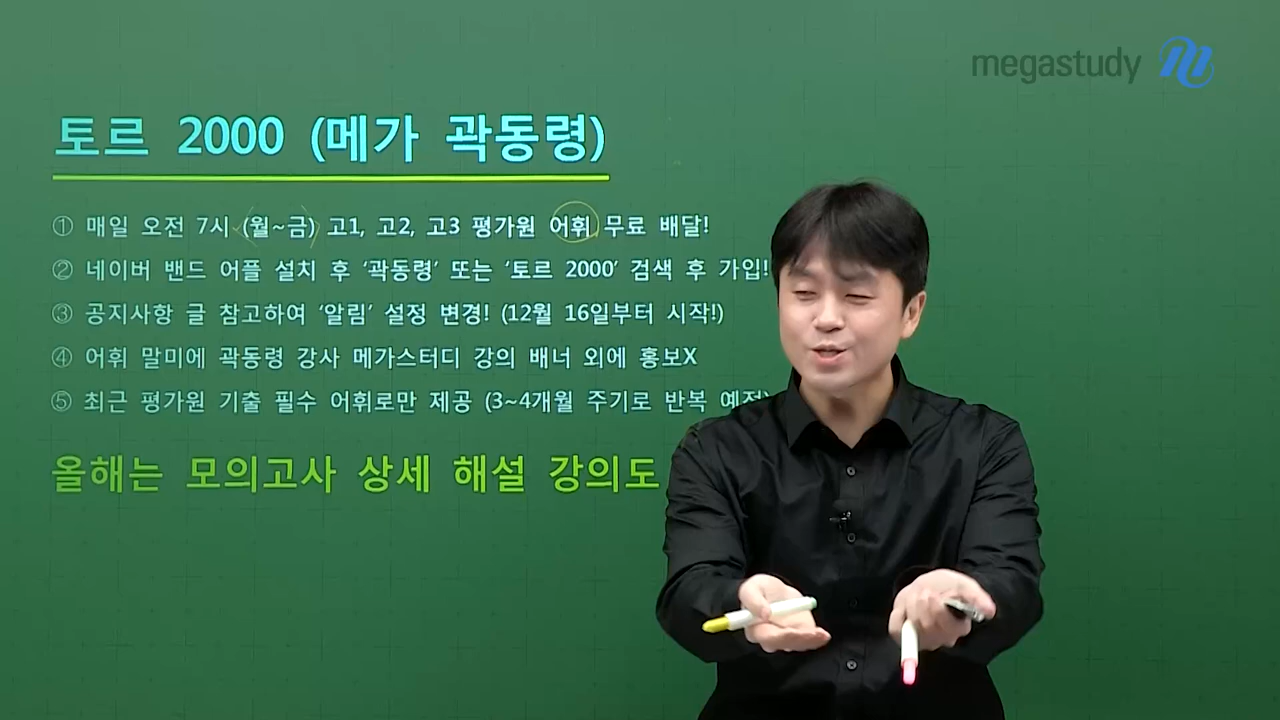 megastudy
토르 2000 (메가 곽동령)
① 매일 오전 7시 (월~금) 고1, 고2, 고3 평가원 어휘 무료 배달!
② 네이버 밴드 어플 설치 후 '곽동령' 또는 '토르 2000' 검색 후 가입!
③ 공지사항 글 참고하여 '알림' 설정 변경! (12월 16일부터 시작!)
④ 어휘 말미에 곽동령 강사 메가스터디 강의 배너 외에 홍보X
⑤ 최근 평가원 기출 필수 어휘로만 제공 (3~4개월 주기로 반복 예정)
올해는 모의고사 상세 해설 강의도